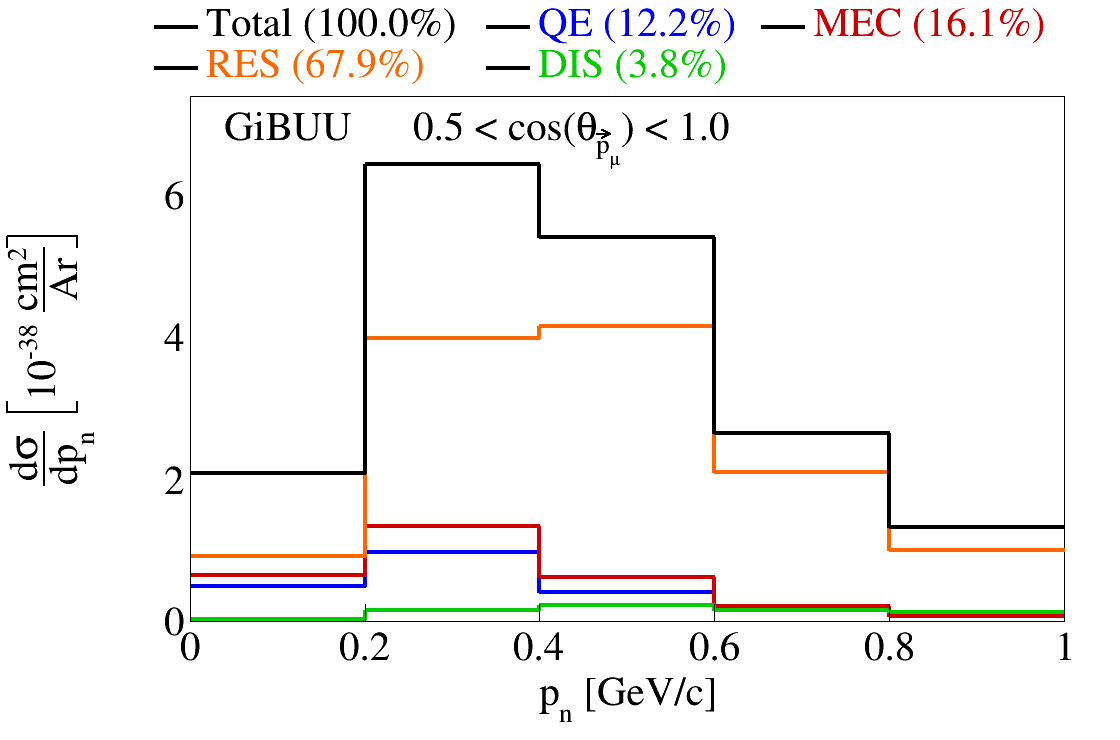 Total (100.0%) QE (12.2%) MEC (16.1%)
RES (67.9%) DIS (3.8%)
GiBUU 0.5 < cos(θ_{\vec{p}_μ}) < 1.0
dσ/dp_n [10^{-38} cm^2/Ar]
6
4
2
0
0 0.2 0.4 0.6 0.8 1
p_n [GeV/c]